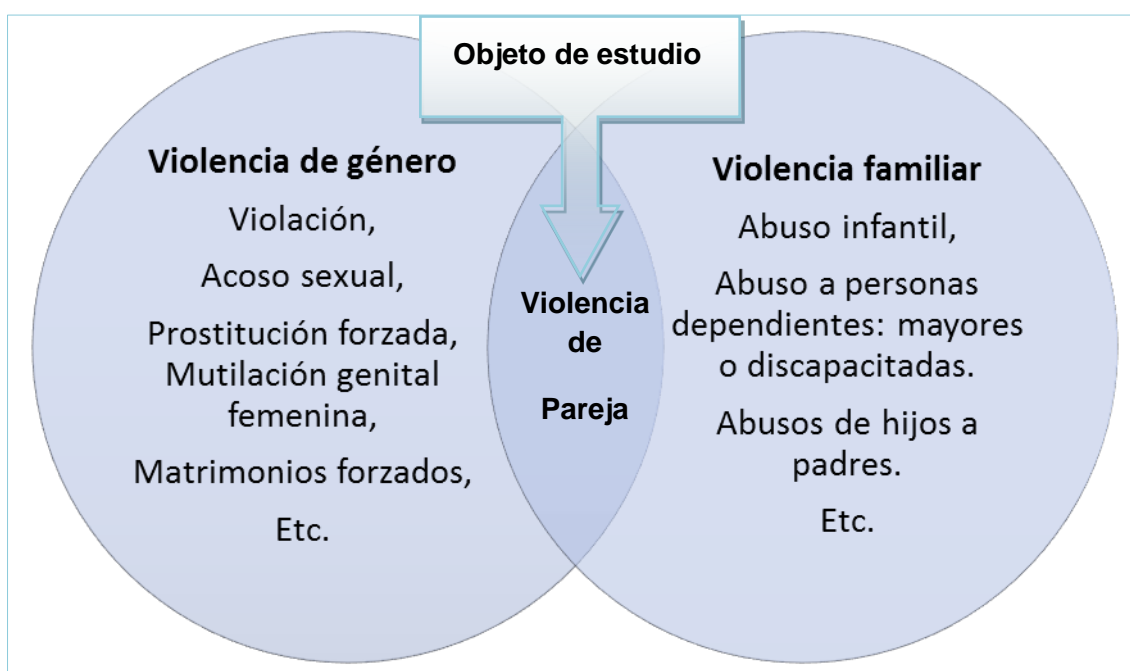 Objeto de estudio
Violencia de género
Violación,
Acoso sexual,
Prostitución forzada,
Mutilación genital
femenina,
Matrimonios forzados,
Etc.
Violencia
de
Pareja
Violencia familiar
Abuso infantil,
Abuso a personas
dependientes: mayores
o discapacitadas.
Abusos de hijos a
padres.
Etc.